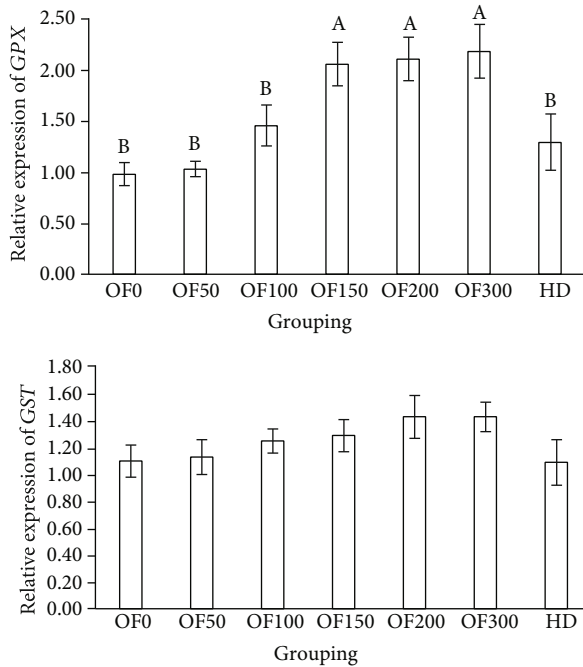 Relative expression of GPX
2.50
2.00
1.50
1.00
0.50
0.00
B
B
B
A
A
A
B
OF0 OF50 OF100 OF150 OF200 OF300 HD
Grouping
Relative expression of GST
1.80
1.60
1.40
1.20
1.00
0.80
0.60
0.40
0.20
0.00
OF0 OF50 OF100 OF150 OF200 OF300 HD
Grouping